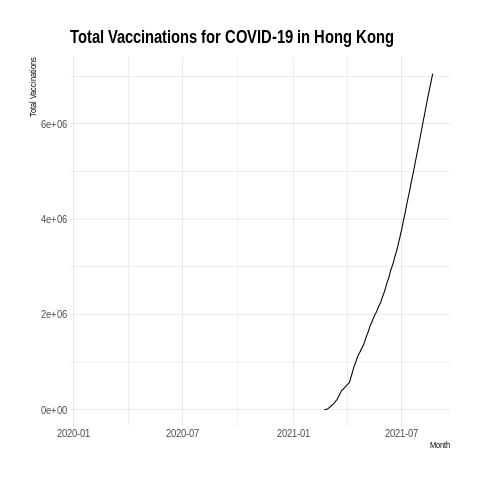 Total Vaccinations for COVID-19 in Hong Kong
Total Vaccinations
6e+06
4e+06
2e+06
0e+00
2020-01 2020-07 2021-01 2021-07
Month